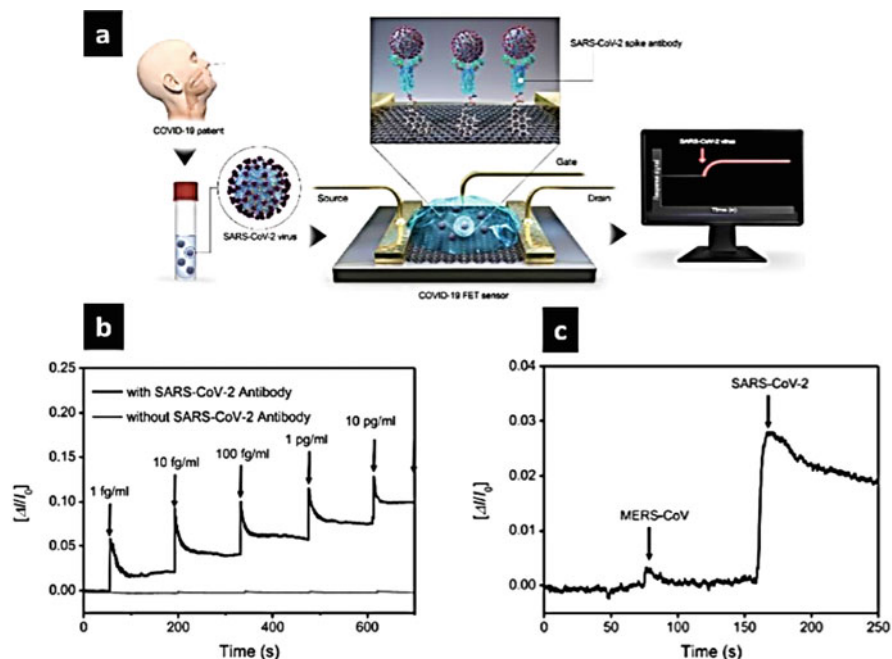 a
SARS-CoV-2 spike antibody
COVID-19 patient
SARS-CoV-2 virus
Source
Gate
Drain
COVID-19 FET sensor
SARS-CoV-2 virus
Time (s)
b
0.25
0.20
0.15
0.10
0.05
0.00
[ΔI/I₀]
with SARS-CoV-2 Antibody
without SARS-CoV-2 Antibody
1 fg/ml
10 fg/ml
100 fg/ml
1 pg/ml
10 pg/ml
0
200
400
600
Time (s)
c
0.04
0.03
0.02
0.01
0.00
[ΔI/I₀]
MERS-CoV
SARS-CoV-2
0
50
100
150
200
250
Time (s)